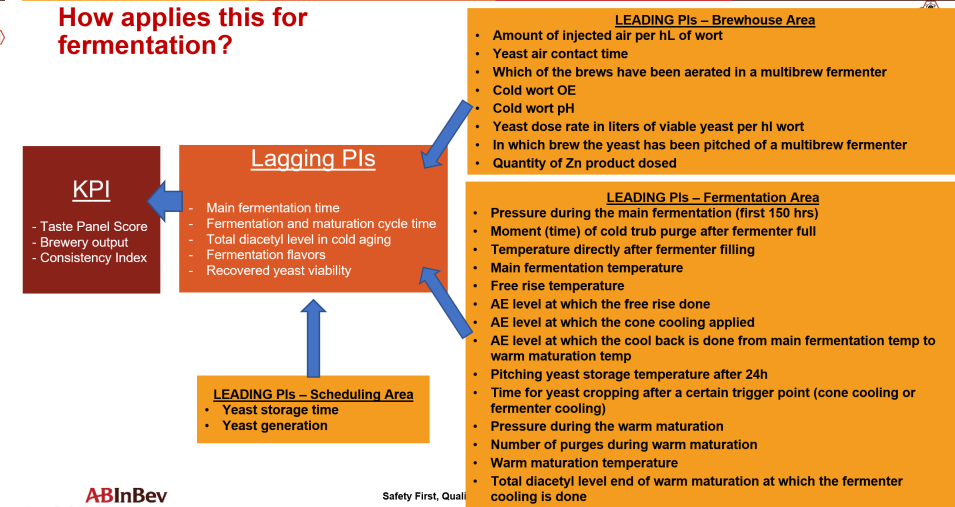 How applies this for
fermentation?
KPI
- Taste Panel Score
- Brewery output
- Consistency Index
Lagging PIs
- Main fermentation time
- Fermentation and maturation cycle time
- Total diacetyl level in cold aging
- Fermentation flavors
- Recovered yeast viability
LEADING PIs – Scheduling Area
• Yeast storage time
• Yeast generation
LEADING PIs – Brewhouse Area
• Amount of injected air per hL of wort
• Yeast air contact time
• Which of the brews have been aerated in a multibrew fermenter
• Cold wort OE
• Cold wort pH
• Yeast dose rate in liters of viable yeast per hl wort
• In which brew the yeast has been pitched of a multibrew fermenter
• Quantity of Zn product dosed
LEADING PIs – Fermentation Area
• Pressure during the main fermentation (first 150 hrs)
• Moment (time) of cold trub purge after fermenter full
• Temperature directly after fermenter filling
• Main fermentation temperature
• Free rise temperature
• AE level at which the free rise done
• AE level at which the cone cooling applied
• AE level at which the cool back is done from main fermentation temp to
warm maturation temp
• Pitching yeast storage temperature after 24h
• Time for yeast cropping after a certain trigger point (cone cooling or
fermenter cooling)
• Pressure during the warm maturation
• Number of purges during warm maturation
• Warm maturation temperature
• Total diacetyl level end of warm maturation at which the fermenter
cooling is done
ABInBev
Safety First, Quali